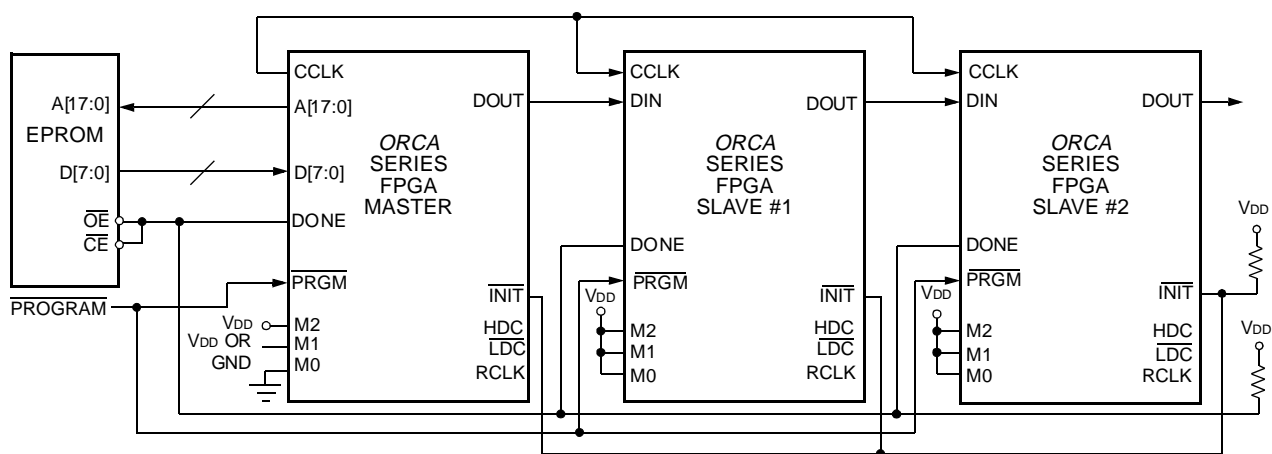 A[17:0]
EPROM
D[7:0]
OE
CE
PROGRAM
CCLK
A[17:0]
DOUT
ORCA
SERIES
FPGA
MASTER
D[7:0]
DONE
PRGM
INIT
VDD
M2
HDC
VDD OR
M1
LDC
GND
M0
RCLK
CCLK
DIN
DOUT
ORCA
SERIES
FPGA
SLAVE #1
DONE
PRGM
INIT
VDD
M2
HDC
M1
LDC
M0
RCLK
CCLK
DIN
DOUT
ORCA
SERIES
FPGA
SLAVE #2
DONE
PRGM
INIT
VDD
M2
HDC
M1
LDC
M0
RCLK
VDD
VDD